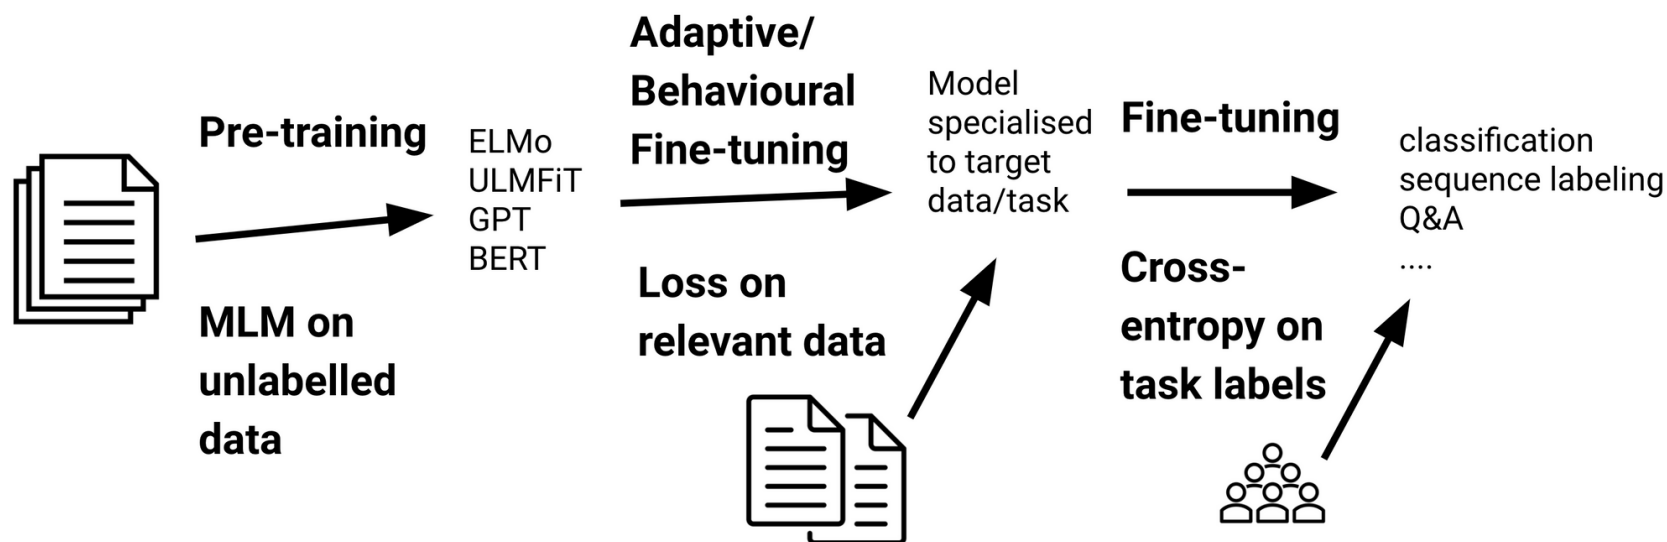 Pre-training
MLM on
unlabelled
data
ELMo
ULMFiT
GPT
BERT
Adaptive/
Behavioural
Fine-tuning
Loss on
relevant data
Model
specialised
to target
data/task
Fine-tuning
Cross-
entropy on
task labels
classification
sequence labeling
Q&A
....